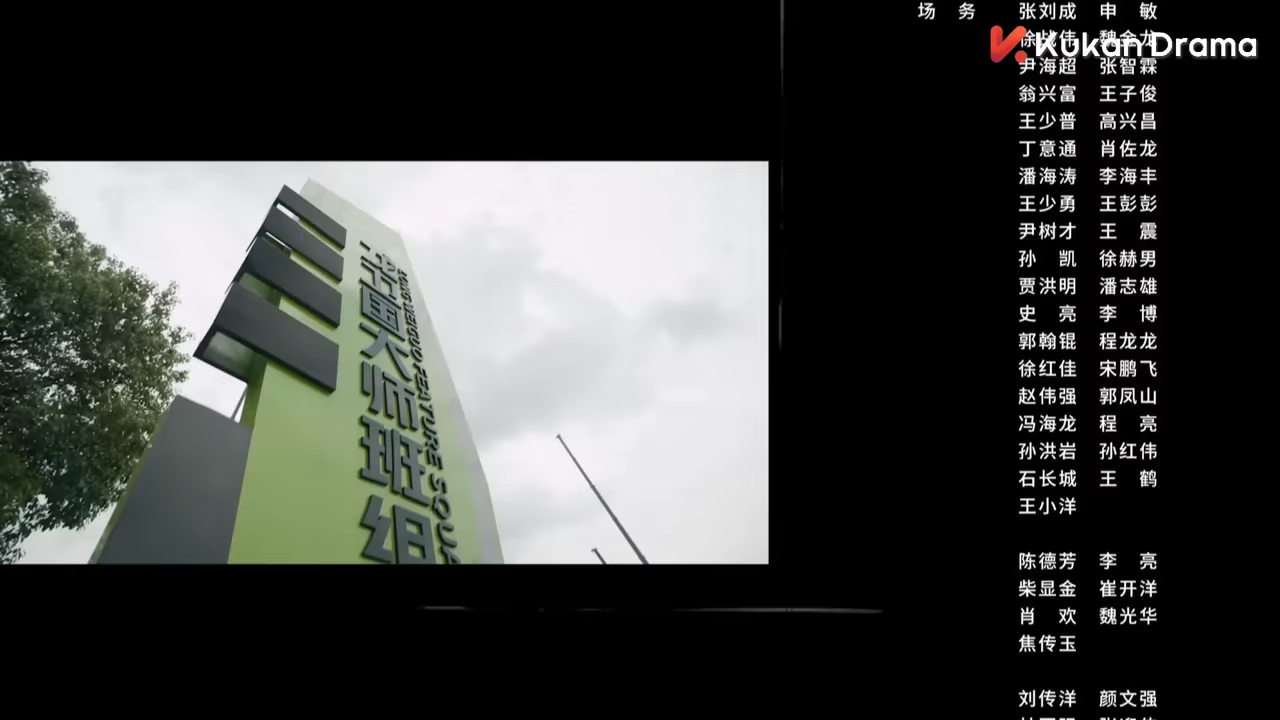 大师班组
FEATURE SQUA
场 务 张刘成 申 敏
Kukan Drama
尹海超 张智霖
翁兴富 王子俊
王少普 高兴昌
丁意通 肖佐龙
潘海涛 李海丰
王少勇 王彭彭
尹树才 王 震
孙 凯 徐赫男
贾洪明 潘志雄
史 亮 李 博
郭翰锟 程龙龙
徐红佳 宋鹏飞
赵伟强 郭凤山
冯海龙 程 亮
孙洪岩 孙红伟
石长城 王 鹤
王小洋
陈德芳 李 亮
柴显金 崔开洋
肖 欢 魏光华
焦传玉
刘传洋 颜文强